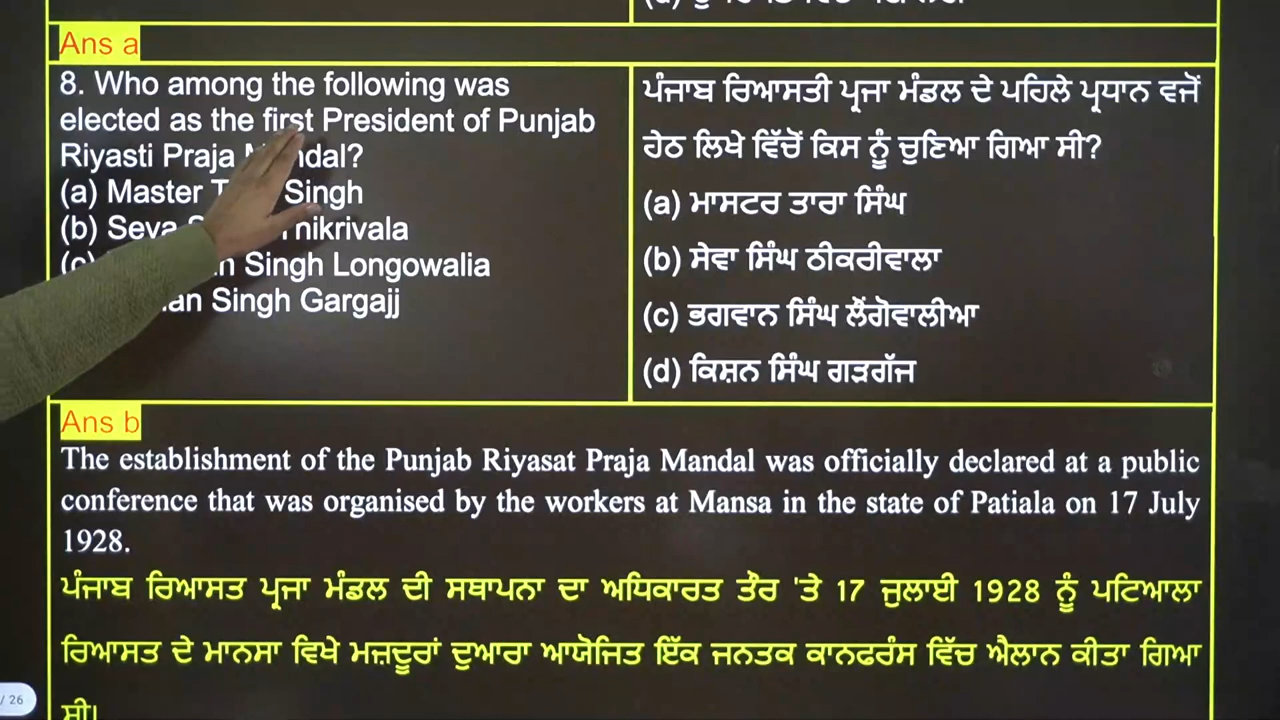 Ans a
8. Who among the following was
elected as the first President of Punjab
Riyasti Praja
(a) Master Singh
(b) Seva
Singh Longowalia
Singh Gargajj
ਪੰਜਾਬ ਰਿਆਸਤੀ ਪ੍ਰਜਾ ਮੰਡਲ ਦੇ ਪਹਿਲੇ ਪ੍ਰਧਾਨ ਵਜੋਂ
ਹੇਠ ਲਿਖੇ ਵਿੱਚੋਂ ਕਿਸ ਨੂੰ ਚੁਣਿਆ ਗਿਆ ਸੀ?
(a) ਮਾਸਟਰ ਤਾਰਾ ਸਿੰਘ
(b) ਸੇਵਾ ਸਿੰਘ ਠੀਕਰੀਵਾਲਾ
(c) ਭਗਵਾਨ ਸਿੰਘ ਲੌਂਗੋਵਾਲੀਆ
(d) ਕਿਸ਼ਨ ਸਿੰਘ ਗੜਗੱਜ
Ans b
The establishment of the Punjab Riyasat Praja Mandal was officially declared at a public
conference that was organised by the workers at Mansa in the state of Patiala on 17 July
1928.
ਪੰਜਾਬ ਰਿਆਸਤ ਪ੍ਰਜਾ ਮੰਡਲ ਦੀ ਸਥਾਪਨਾ ਦਾ ਅਧਿਕਾਰਤ ਤੌਰ 'ਤੇ 17 ਜੁਲਾਈ 1928 ਨੂੰ ਪਟਿਆਲਾ
ਰਿਆਸਤ ਦੇ ਮਾਨਸਾ ਵਿਖੇ ਮਜ਼ਦੂਰਾਂ ਦੁਆਰਾ ਆਯੋਜਿਤ ਇੱਕ ਜਨਤਕ ਕਾਨਫਰੰਸ ਵਿੱਚ ਐਲਾਨ ਕੀਤਾ ਗਿਆ
ਸੀ।
/ 26